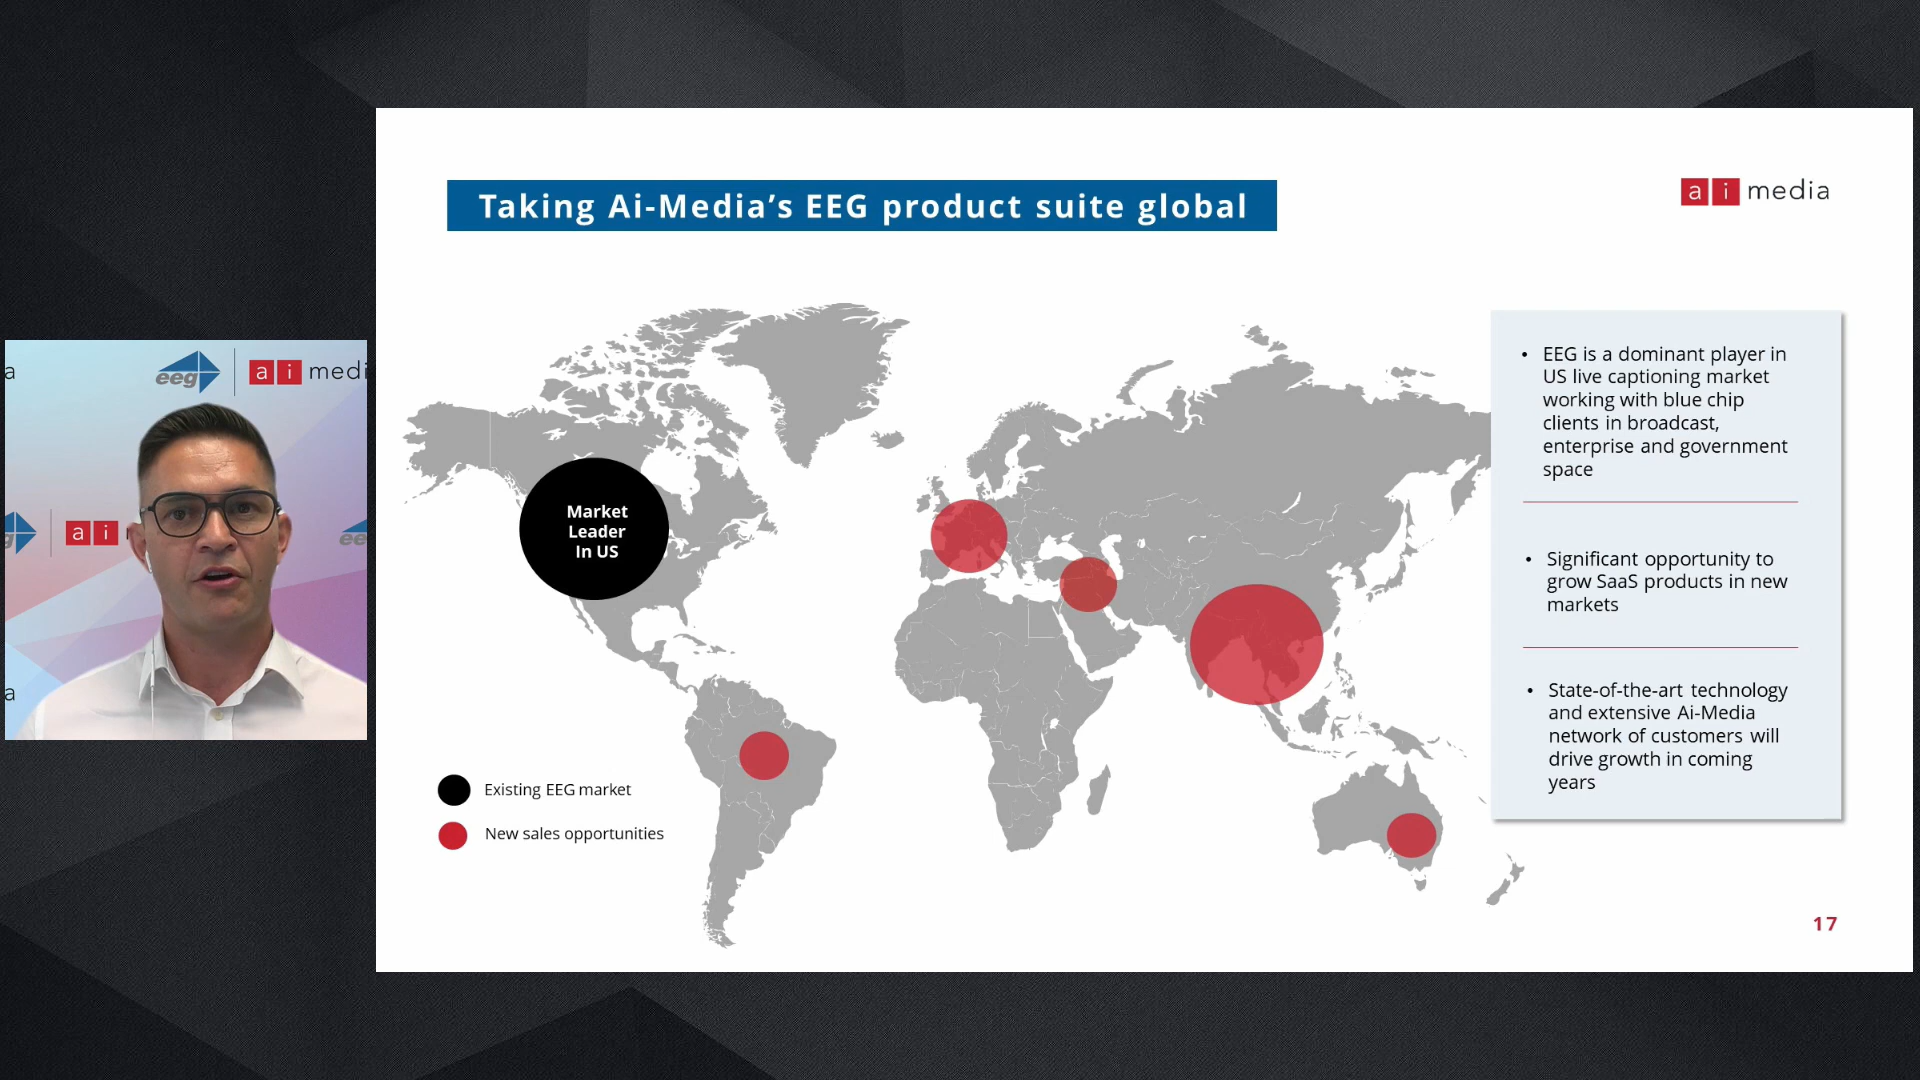 Taking Ai-Media’s EEG product suite global
ai media
a
eeg
ai medi
g
ai
ee
a
Market
Leader
In US
Existing EEG market
New sales opportunities
• EEG is a dominant player in
US live captioning market
working with blue chip
clients in broadcast,
enterprise and government
space
• Significant opportunity to
grow SaaS products in new
markets
• State-of-the-art technology
and extensive Ai-Media
network of customers will
drive growth in coming
years
17